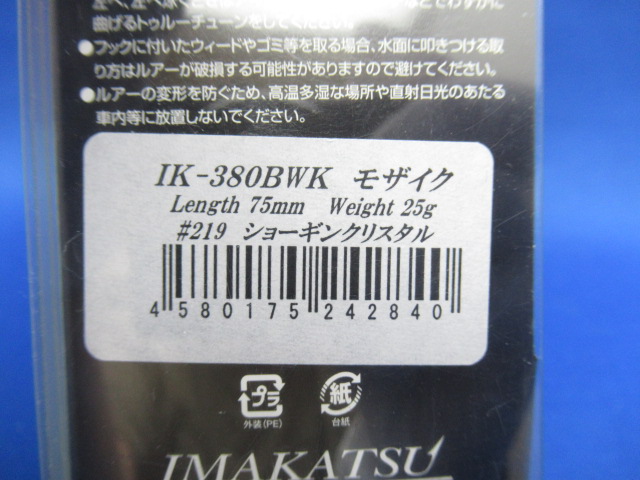 曲げるトゥルーチューンをしてください。
●フックに付いたウィードやゴミ等を取る場合、水面に叩きつける取
り方はルアーが破損する可能性がありますので避けてください。
●ルアーの変形を防ぐため、高温多湿な場所や直射日光のあたる
車内等に放置しないでください。
IK-380BWK モザイク
Length 75mm Weight 25g
#219 ショーギンクリスタル
4 580175 242840
プラ 紙
外装(PE) 台紙
IMAKATSU